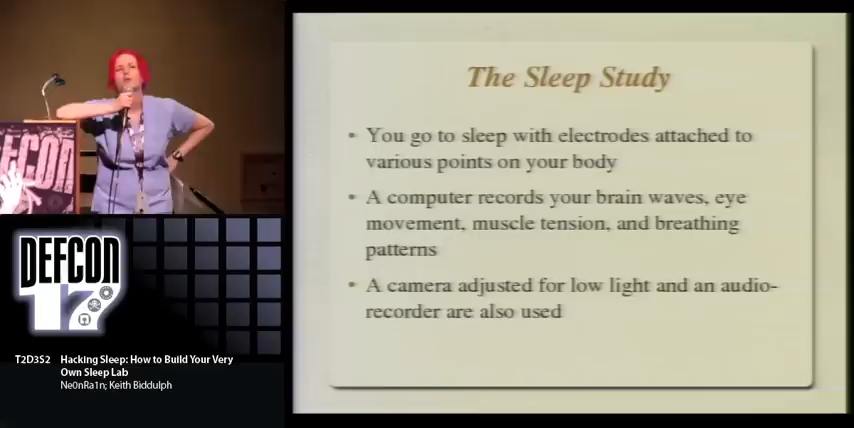 The Sleep Study
• You go to sleep with electrodes attached to
various points on your body
• A computer records your brain waves, eye
movement, muscle tension, and breathing
patterns
• A camera adjusted for low light and an audio-
recorder are also used
DEFCON
DEFCON
17
T2D3S2 Hacking Sleep: How to Build Your Very
Own Sleep Lab
Ne0nRa1n; Keith Biddulph